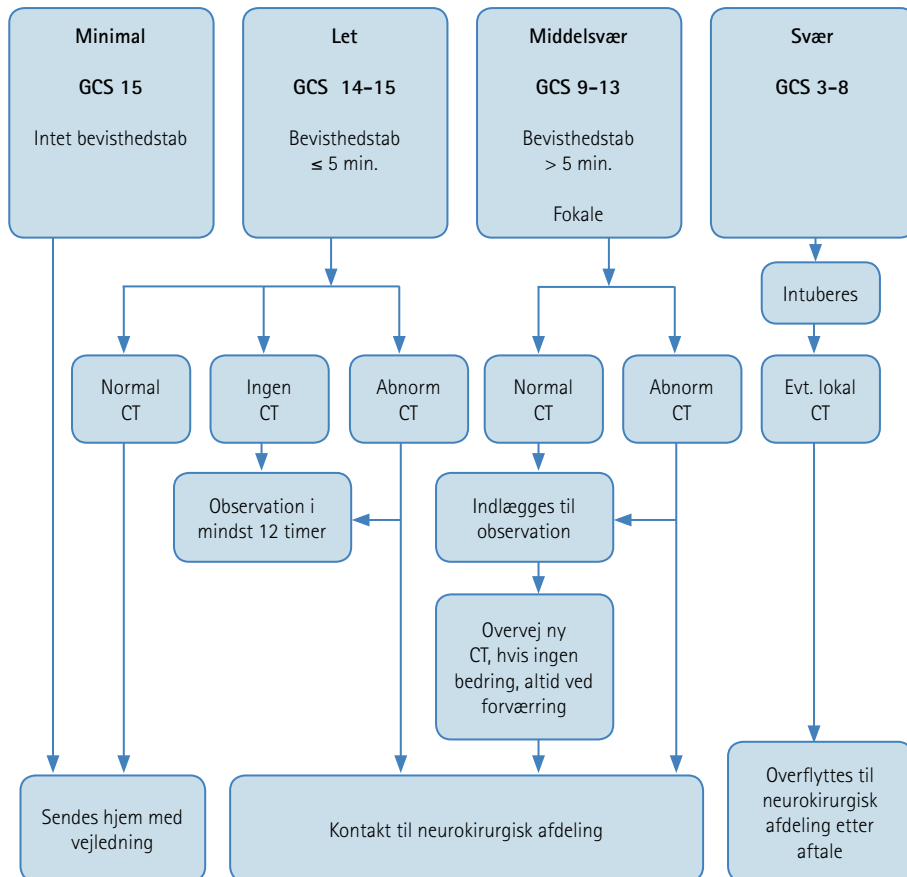 Minimal
GCS 15
Intet bevisthedstab
Let
GCS 14-15
Bevisthedstab
≤ 5 min.
Middelsvær
GCS 9-13
Bevisthedstab
> 5 min.
Fokale
Svær
GCS 3-8
Intuberes
Normal
CT
Ingen
CT
Abnorm
CT
Normal
CT
Abnorm
CT
Evt. lokal
CT
Observation i
mindst 12 timer
Indlægges til
observation
Overvej ny
CT, hvis ingen
bedring, altid ved
forværring
Sendes hjem med
vejledning
Kontakt til neurokirurgisk afdeling
Overflyttes til
neurokirurgisk
afdeling etter
aftale